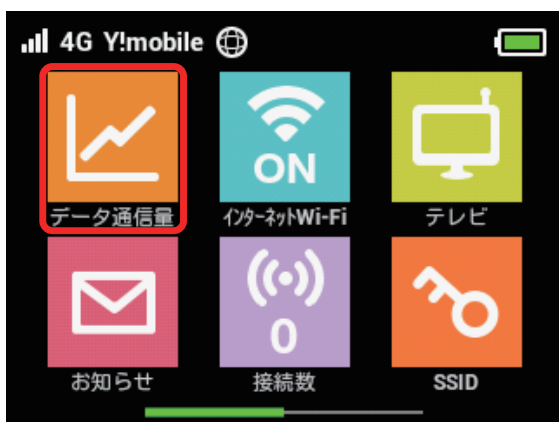 4G Y!mobile
ON
データ通信量
インターネットWi-Fi
テレビ
0
お知らせ
接続数
SSID